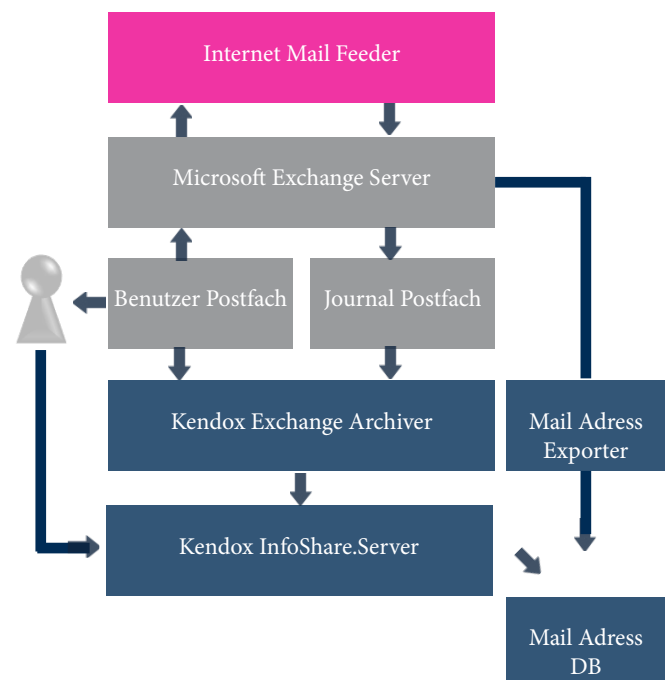 Internet Mail Feeder
Microsoft Exchange Server
Benutzer Postfach
Journal Postfach
Kendox Exchange Archiver
Mail Adress
Exporter
Kendox InfoShare.Server
Mail Adress
DB